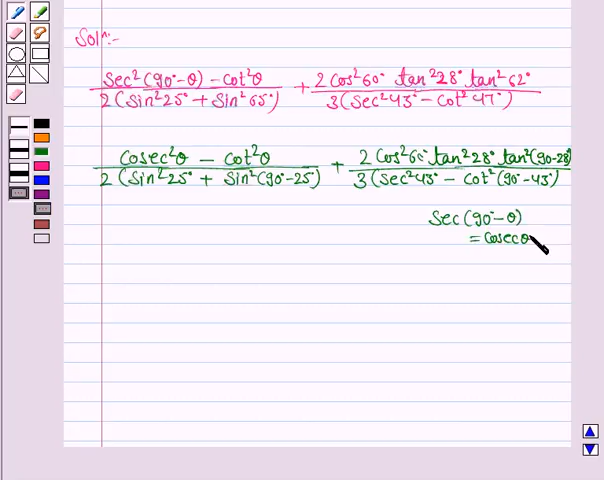 Solⁿ:-
sec²(90°-θ) - cot²θ / 2(sin²25° + sin²65°) + 2cos²60° tan²28° tan²62° / 3(sec²43° - cot²47°)
cosec²θ - cot²θ / 2(sin²25° + sin²(90°-25°) + 2cos²60° tan²28° tan²(90-28) / 3(sec²43° - cot²(90°-43°)
sec(90°-θ)
= cosecθ